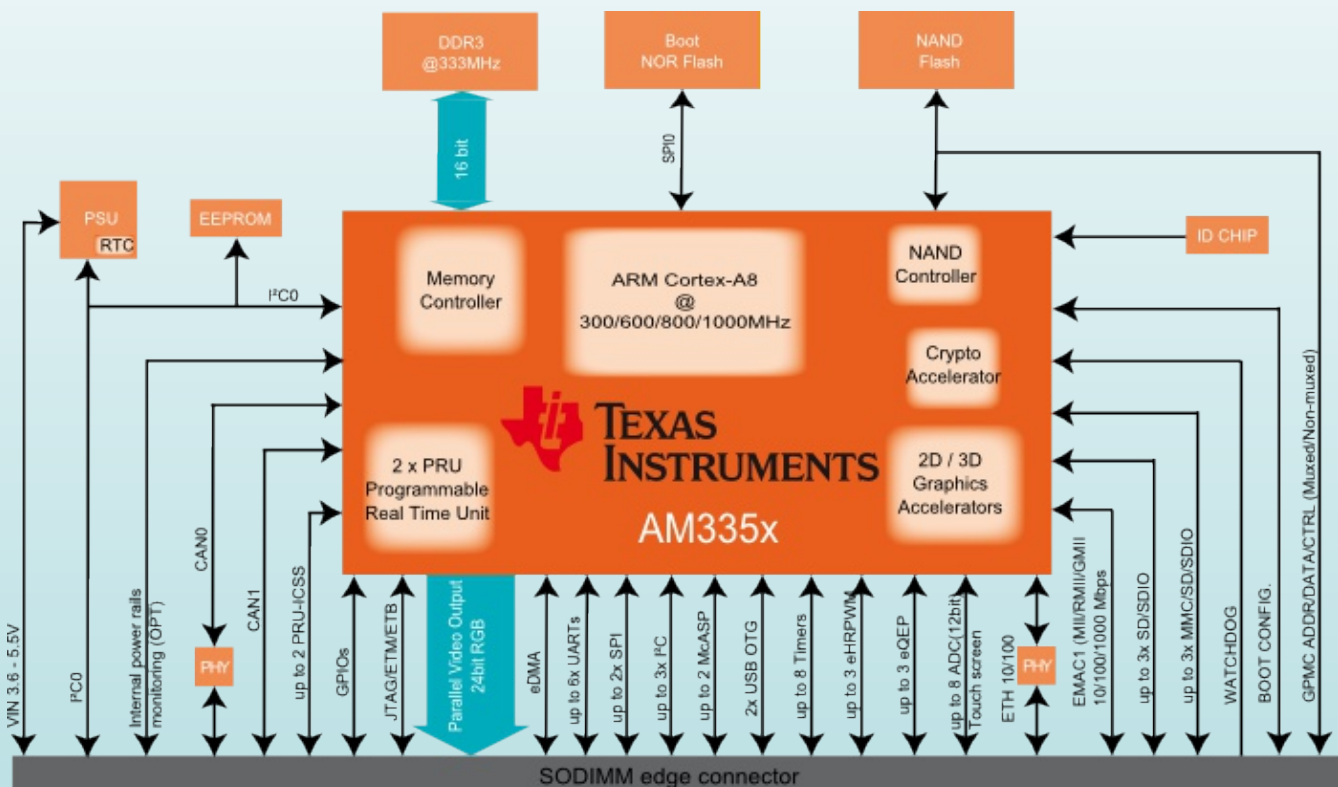 DDR3
@333MHz
Boot
NOR Flash
NAND
Flash
16 bit
SPI0
PSU
RTC
EEPROM
ID CHIP
I²C0
Memory
Controller
ARM Cortex-A8
@
300/600/800/1000MHz
NAND
Controller
Crypto
Accelerator
2 x PRU
Programmable
Real Time Unit
TEXAS
INSTRUMENTS
AM335x
2D / 3D
Graphics
Accelerators
VIN 3.6 - 5.5V
I²C0
Internal power rails
monitoring (OPT)
CAN0
PHY
CAN1
up to 2 PRU-ICSS
GPIOs
JTAG/ETM/ETB
Parallel Video Output
24bit RGB
eDMA
up to 6x UARTs
up to 2x SPI
up to 3x I²C
up to 2 McASP
2x USB OTG
up to 8 Timers
up to 3 eHRPWM
up to 3 eQEP
up to 8 ADC(12bit)
Touch screen
ETH 10/100
PHY
EMAC1 (MII/RMII/GMII
10/100/1000 Mbps
up to 3x SD/SDIO
up to 3x MMC/SD/SDIO
WATCHDOG
BOOT CONFIG.
GPMC ADDR/DATA/CTRL (Muxed/Non-muxed)
SODIMM edge connector